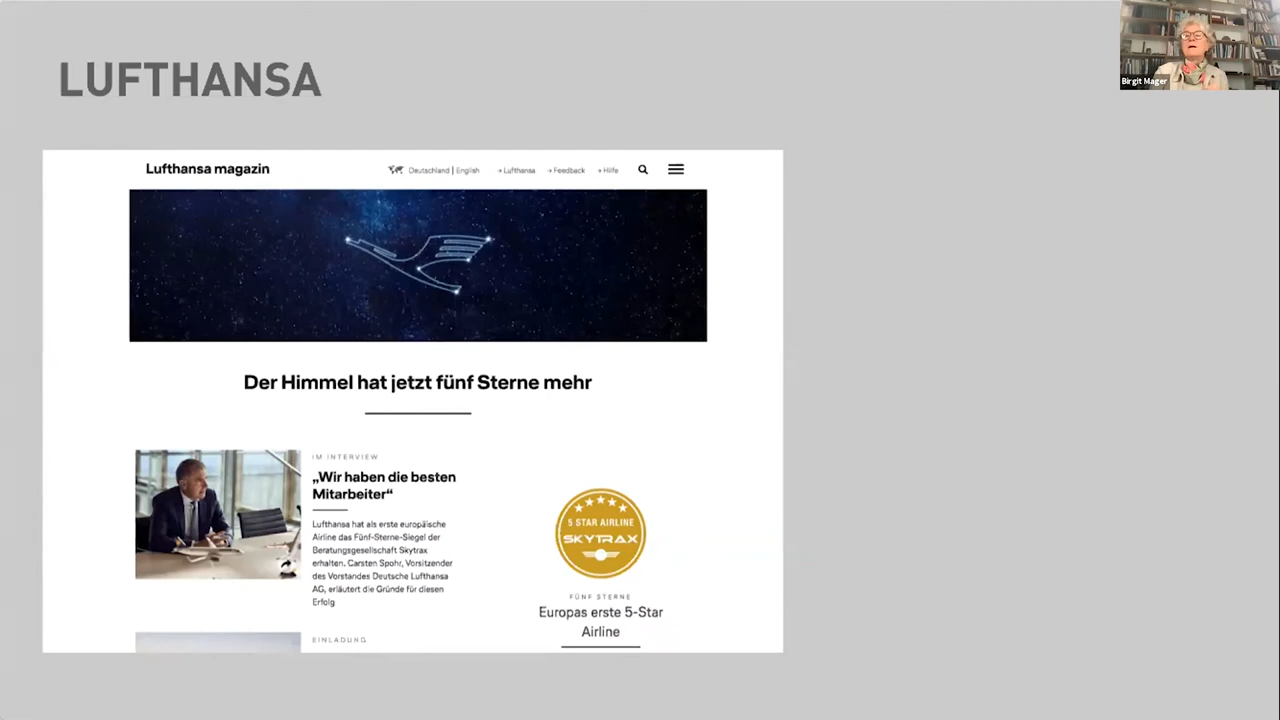 LUFTHANSA
Birgit Mager
Lufthansa magazin
Deutschland | English
→ Lufthansa
→ Feedback
→ Hilfe
Der Himmel hat jetzt fünf Sterne mehr
IM INTERVIEW
„Wir haben die besten
Mitarbeiter“
Lufthansa hat als erste europäische
Airline das Fünf-Sterne-Siegel der
Beratungsgesellschaft Skytrax
erhalten. Carsten Spohr, Vorsitzender
des Vorstandes Deutsche Lufthansa
AG, erläutert die Gründe für diesen
Erfolg
5 STAR AIRLINE
SKYTRAX
FÜNF STERNE
Europas erste 5-Star
Airline
EINLADUNG